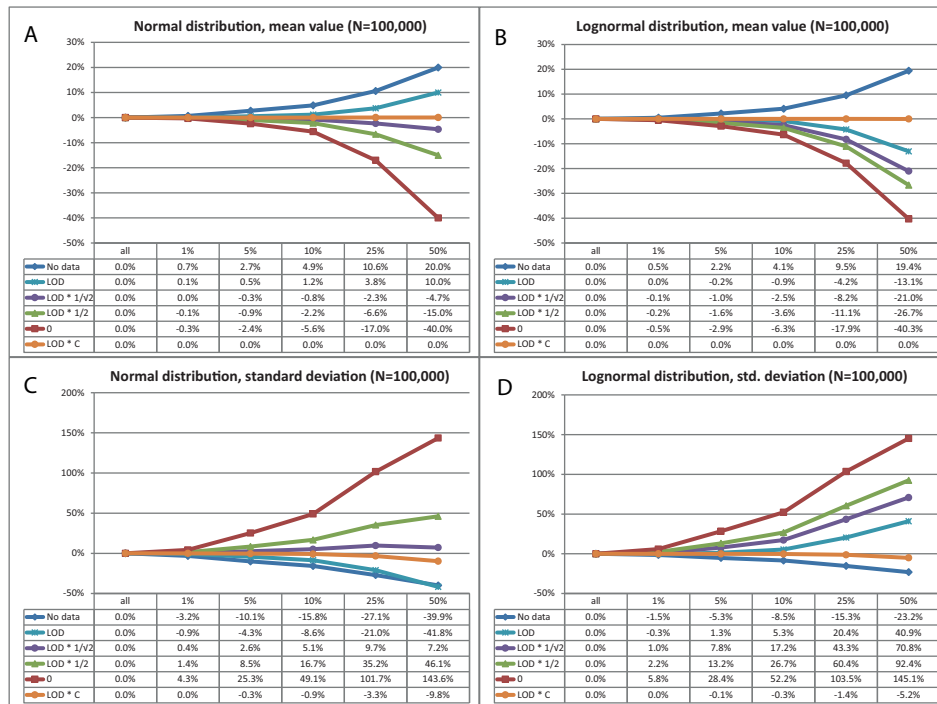 A
Normal distribution, mean value (N=100,000)
30%
20%
10%
0%
-10%
-20%
-30%
-40%
-50%
all 1% 5% 10% 25% 50%
No data 0.0% 0.7% 2.7% 4.9% 10.6% 20.0%
LOD 0.0% 0.1% 0.5% 1.2% 3.8% 10.0%
LOD * 1/√2 0.0% 0.0% -0.3% -0.8% -2.3% -4.7%
LOD * 1/2 0.0% -0.1% -0.9% -2.2% -6.6% -15.0%
0 0.0% -0.3% -2.4% -5.6% -17.0% -40.0%
LOD * C 0.0% 0.0% 0.0% 0.0% 0.0% 0.0%
B
Lognormal distribution, mean value (N=100,000)
30%
20%
10%
0%
-10%
-20%
-30%
-40%
-50%
all 1% 5% 10% 25% 50%
No data 0.0% 0.5% 2.2% 4.1% 9.5% 19.4%
LOD 0.0% 0.0% -0.2% -0.9% -4.2% -13.1%
LOD * 1/√2 0.0% -0.1% -1.0% -2.5% -8.2% -21.0%
LOD * 1/2 0.0% -0.2% -1.6% -3.6% -11.1% -26.7%
0 0.0% -0.5% -2.9% -6.3% -17.9% -40.3%
LOD * C 0.0% 0.0% 0.0% 0.0% 0.0% 0.0%
C
Normal distribution, standard deviation (N=100,000)
200%
150%
100%
50%
0%
-50%
all 1% 5% 10% 25% 50%
No data 0.0% -3.2% -10.1% -15.8% -27.1% -39.9%
LOD 0.0% -0.9% -4.3% -8.6% -21.0% -41.8%
LOD * 1/√2 0.0% 0.4% 2.6% 5.1% 9.7% 7.2%
LOD * 1/2 0.0% 1.4% 8.5% 16.7% 35.2% 46.1%
0 0.0% 4.3% 25.3% 49.1% 101.7% 143.6%
LOD * C 0.0% 0.0% -0.3% -0.9% -3.3% -9.8%
D
Lognormal distribution, std. deviation (N=100,000)
200%
150%
100%
50%
0%
-50%
all 1% 5% 10% 25% 50%
No data 0.0% -1.5% -5.3% -8.5% -15.3% -23.2%
LOD 0.0% -0.3% 1.3% 5.3% 20.4% 40.9%
LOD * 1/√2 0.0% 1.0% 7.8% 17.2% 43.3% 70.8%
LOD * 1/2 0.0% 2.2% 13.2% 26.7% 60.4% 92.4%
0 0.0% 5.8% 28.4% 52.2% 103.5% 145.1%
LOD * C 0.0% 0.0% -0.1% -0.3% -1.4% -5.2%